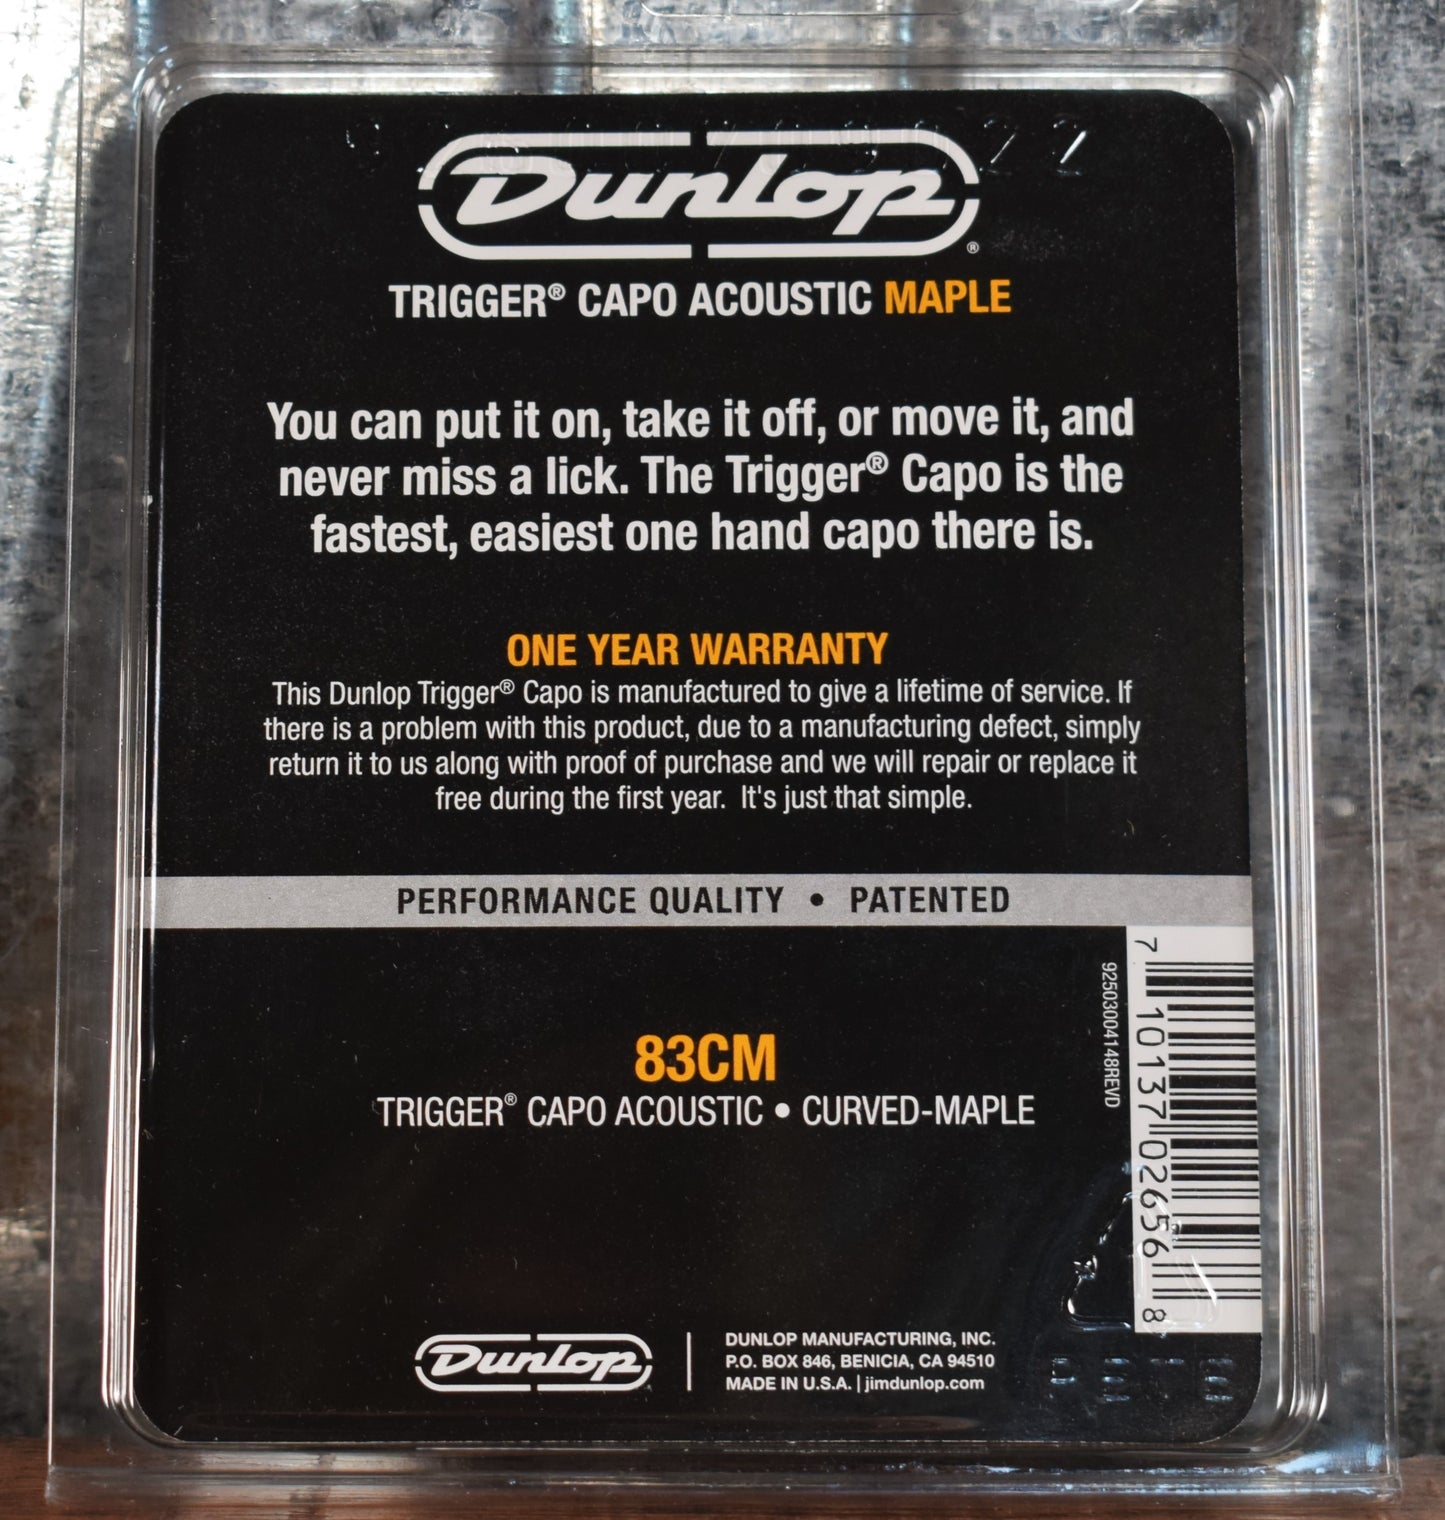 Dunlop®
TRIGGER® CAPO ACOUSTIC MAPLE
You can put it on, take it off, or move it, and
never miss a lick. The Trigger® Capo is the
fastest, easiest one hand capo there is.
ONE YEAR WARRANTY
This Dunlop Trigger® Capo is manufactured to give a lifetime of service. If
there is a problem with this product, due to a manufacturing defect, simply
return it to us along with proof of purchase and we will repair or replace it
free during the first year.  It's just that simple.
PERFORMANCE QUALITY • PATENTED
92503004148REVD
7 10137 02656 8
83CM
TRIGGER® CAPO ACOUSTIC • CURVED-MAPLE
Dunlop
DUNLOP MANUFACTURING, INC.
P.O. BOX 846, BENICIA, CA 94510
MADE IN U.S.A. | jimdunlop.com